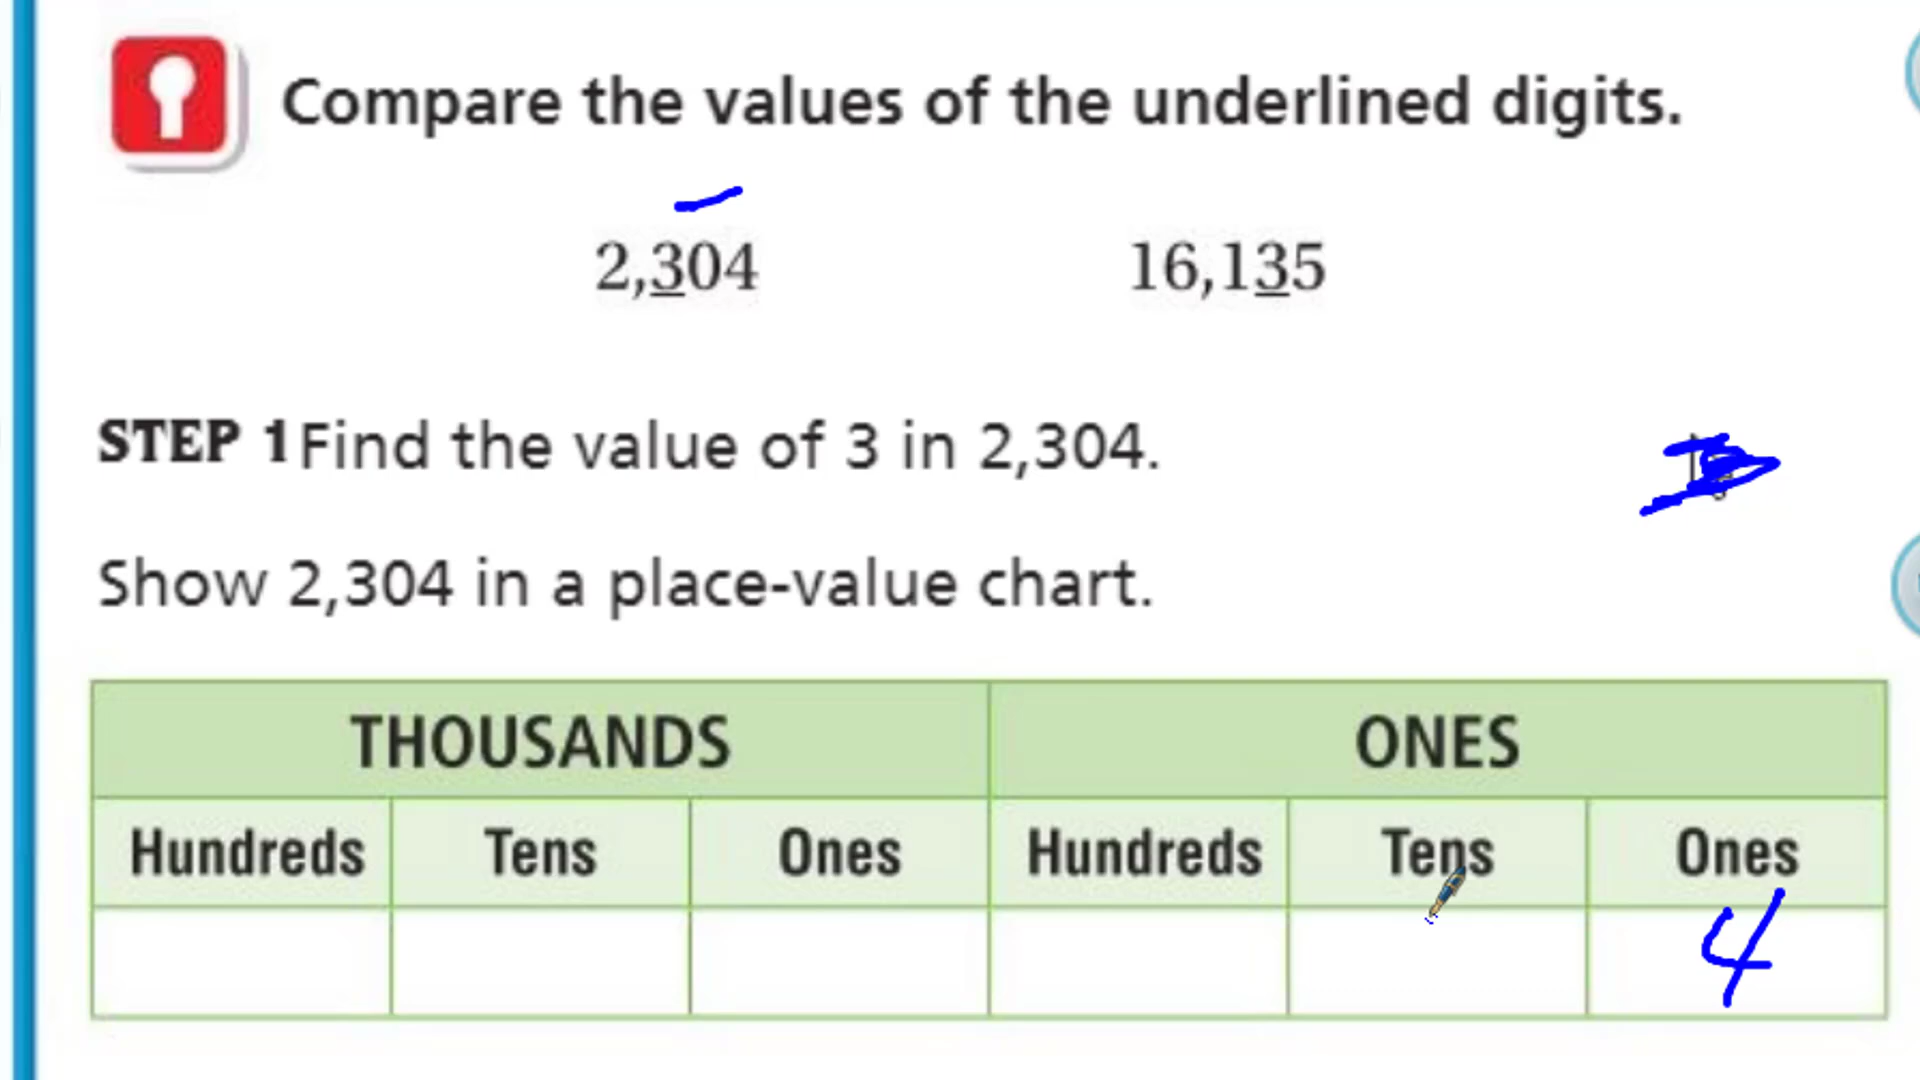 Compare the values of the underlined digits.
2,304 16,135
STEP 1 Find the value of 3 in 2,304.
Show 2,304 in a place-value chart.
THOUSANDS ONES
Hundreds Tens Ones Hundreds Tens Ones
4